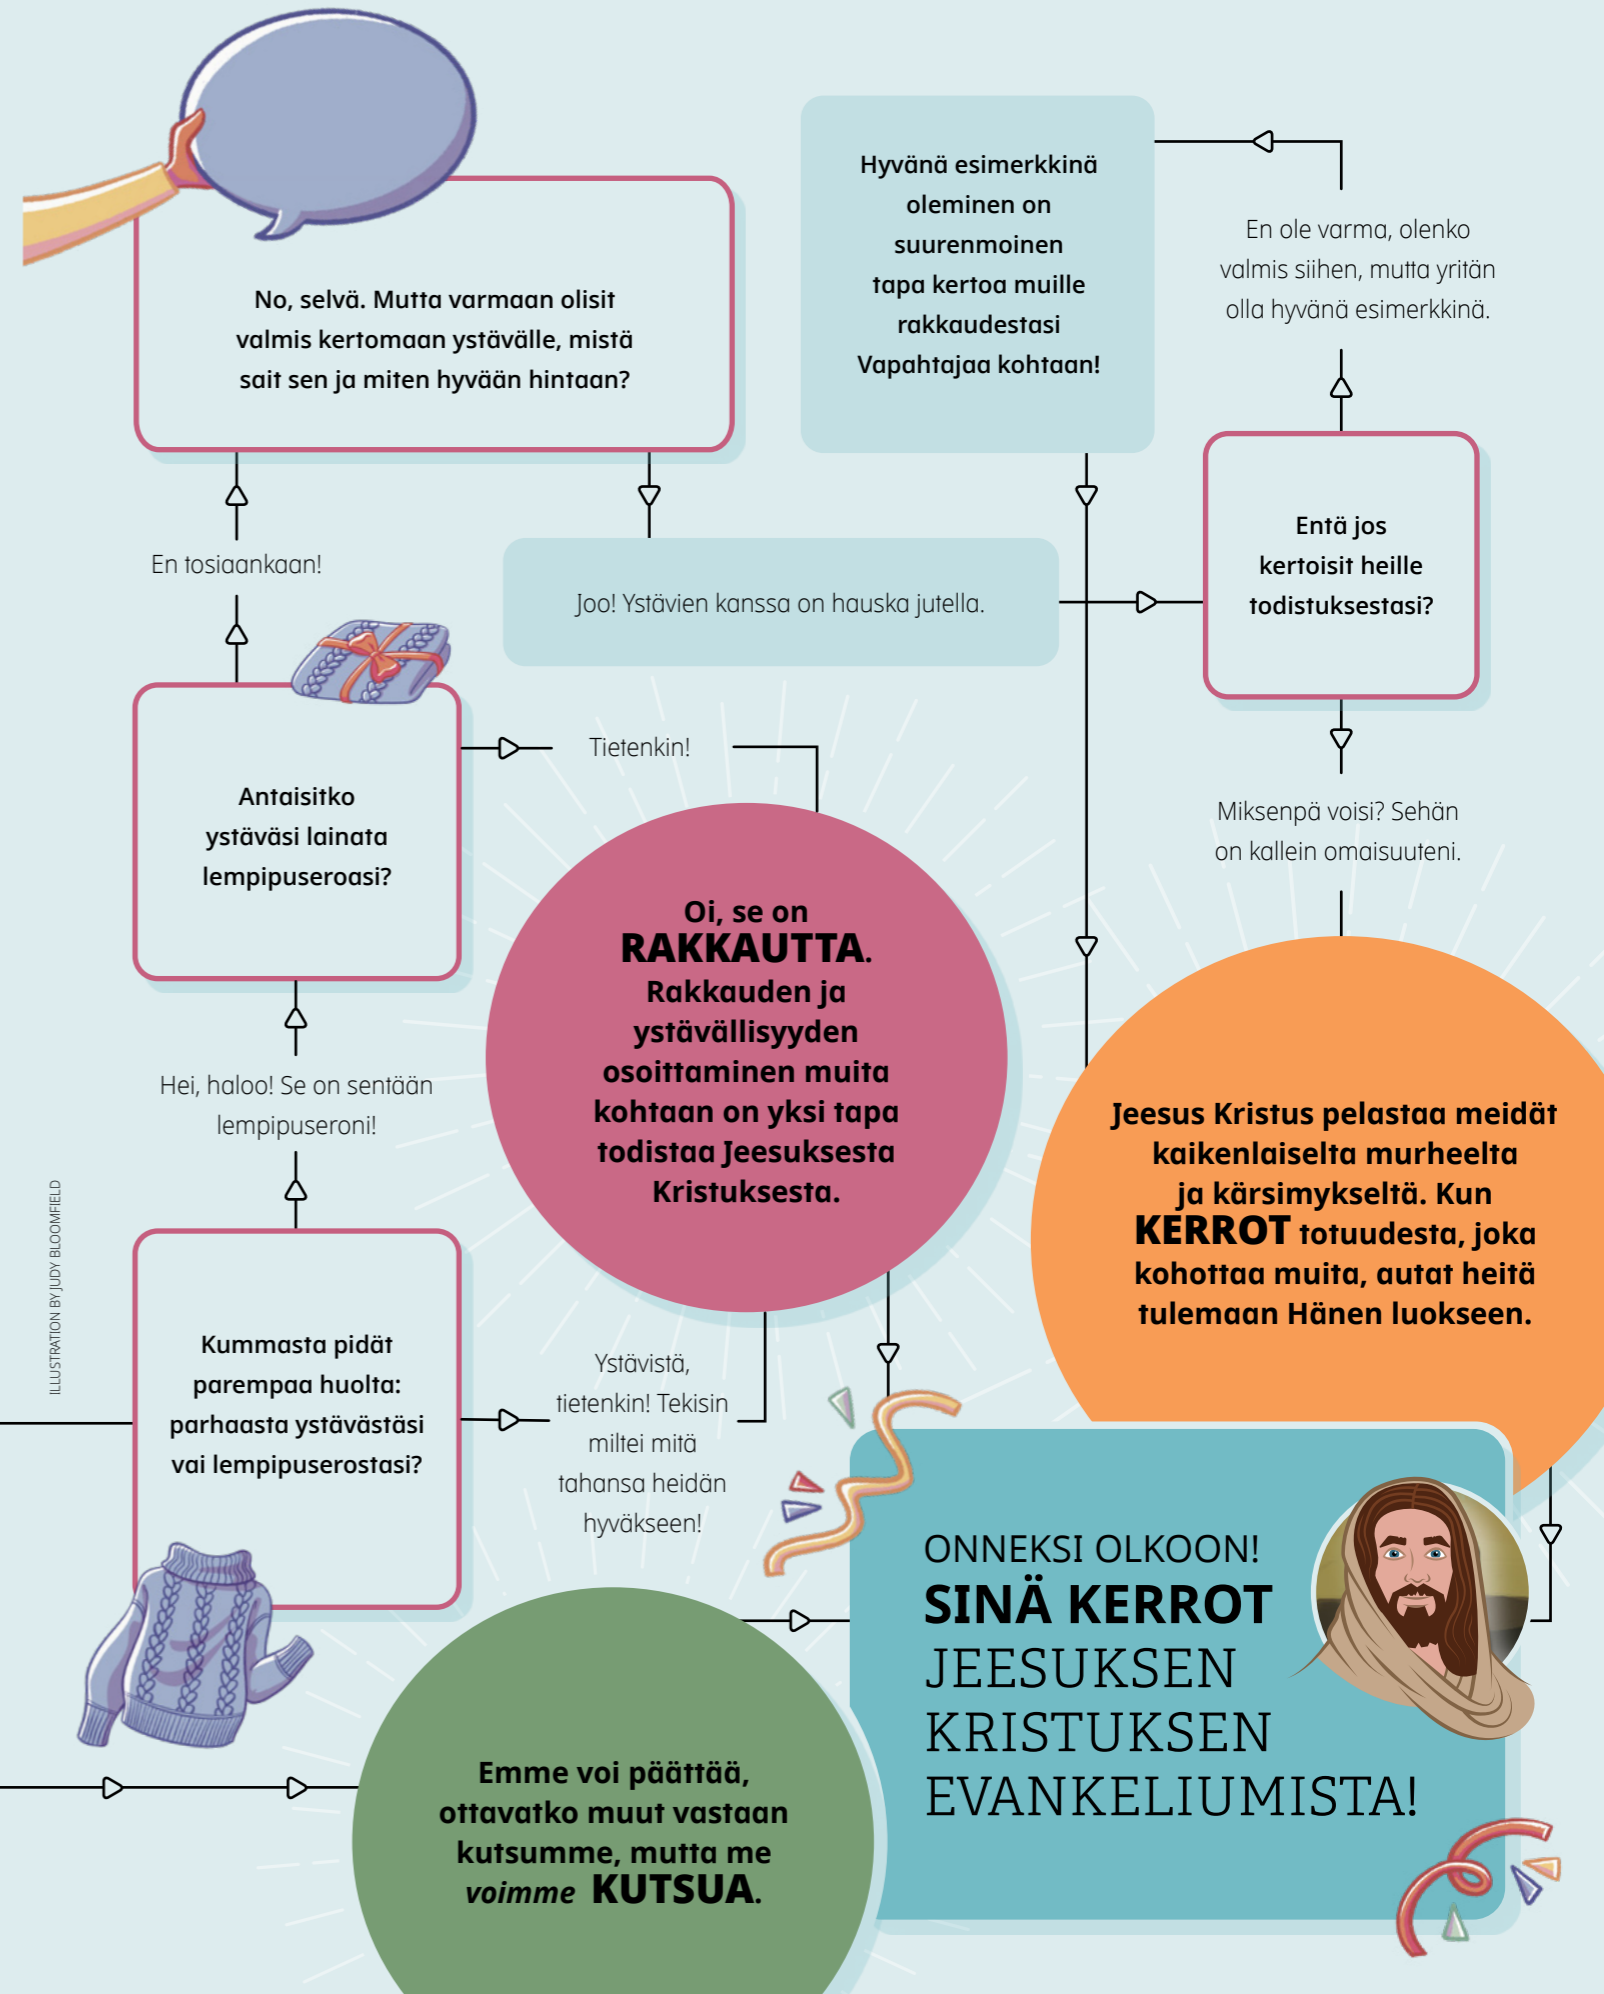 No, selvä. Mutta varmaan olisit
valmis kertomaan ystävälle, mistä
sait sen ja miten hyvään hintaan?
Hyvänä esimerkkinä
oleminen on
suurenmoinen
tapa kertoa muille
rakkaudestasi
Vapahtajaa kohtaan!
En ole varma, olenko
valmis siihen, mutta yritän
olla hyvänä esimerkkinä.
En tosiaankaan!
Joo! Ystävien kanssa on hauska jutella.
Entä jos
kertoisit heille
todistuksestasi?
Antaisitko
ystäväsi lainata
lempipuseroasi?
Tietenkin!
Miksenpä voisi? Sehän
on kallein omaisuuteni.
Oi, se on
RAKKAUTTA.
Rakkauden ja
ystävällisyyden
osoittaminen muita
kohtaan on yksi tapa
todistaa Jeesuksesta
Kristuksesta.
Hei, haloo! Se on sentään
lempipuseroni!
Jeesus Kristus pelastaa meidät
kaikenlaiselta murheelta
ja kärsimykseltä. Kun
KERROT totuudesta, joka
kohottaa muita, autat heitä
tulemaan Hänen luokseen.
ILLUSTRATION BY JUDY BLOOMFIELD
Kummasta pidät
parempaa huolta:
parhaasta ystävästäsi
vai lempipuserostasi?
Ystävistä,
tietenkin! Tekisin
miltei mitä
tahansa heidän
hyväkseen!
ONNEKSI OLKOON!
SINÄ KERROT
JEESUKSEN
KRISTUKSEN
EVANKELIUMISTA!
Emme voi päättää,
ottavatko muut vastaan
kutsumme, mutta me
voimme KUTSUA.